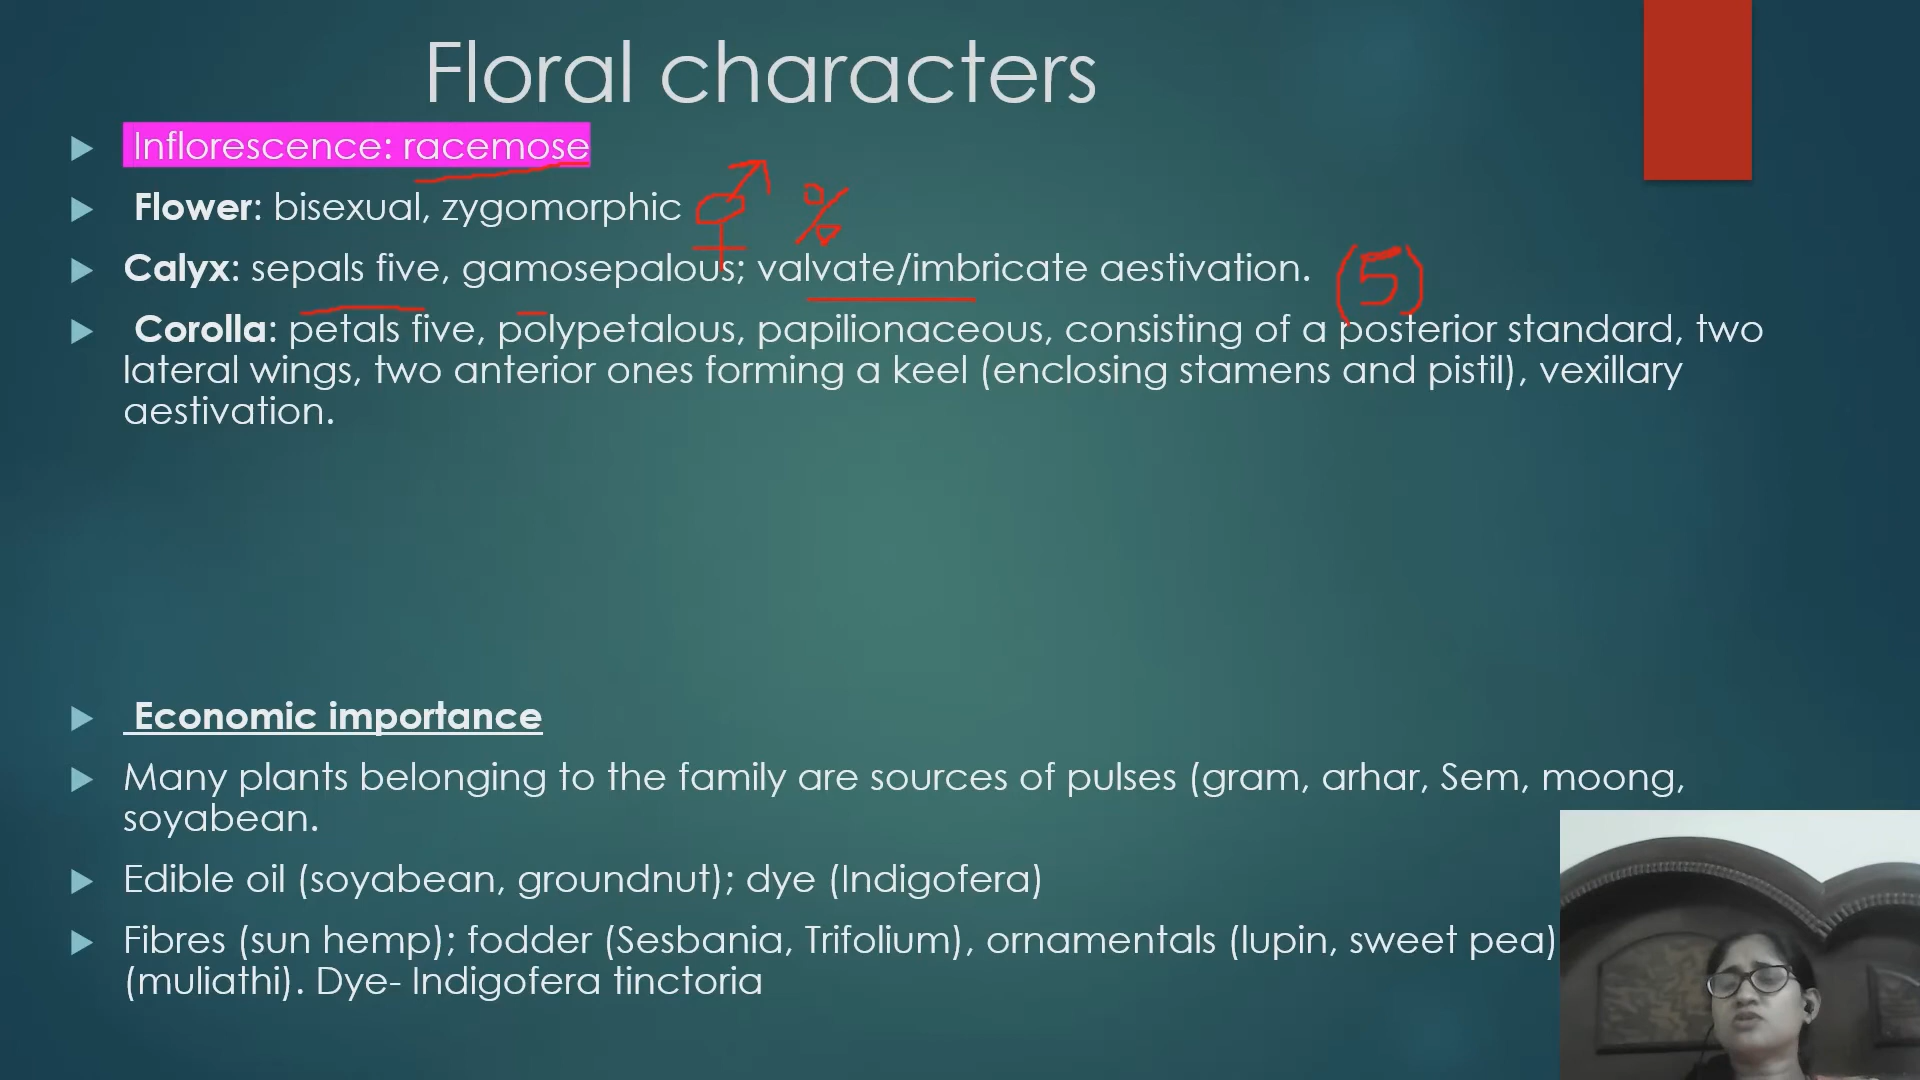 Floral characters
Inflorescence: racemose
Flower: bisexual, zygomorphic ⚥ %
Calyx: sepals five, gamosepalous; valvate/imbricate aestivation. (5)
Corolla: petals five, polypetalous, papilionaceous, consisting of a posterior standard, two
lateral wings, two anterior ones forming a keel (enclosing stamens and pistil), vexillary
aestivation.
Economic importance
Many plants belonging to the family are sources of pulses (gram, arhar, Sem, moong,
soyabean.
Edible oil (soyabean, groundnut); dye (Indigofera)
Fibres (sun hemp); fodder (Sesbania, Trifolium), ornamentals (lupin, sweet pea)
(muliathi). Dye- Indigofera tinctoria